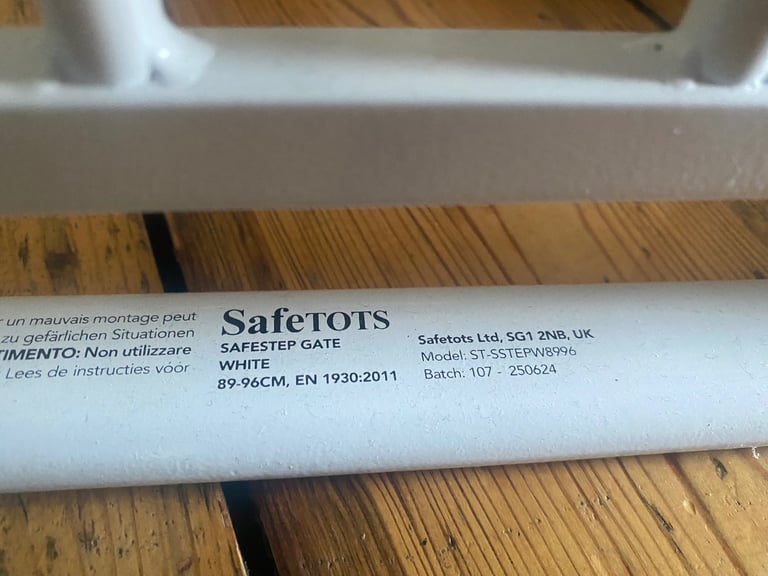 r un mauvais montage peut
zu gefärlichen Situationen
TIMENTO: Non utilizzare
Lees de instructies vóór
SafeTOTS
SAFESTEP GATE
WHITE
89-96CM, EN 1930:2011
Safetots Ltd, SG1 2NB, UK
Model: ST-SSTEPW8996
Batch: 107 - 250624